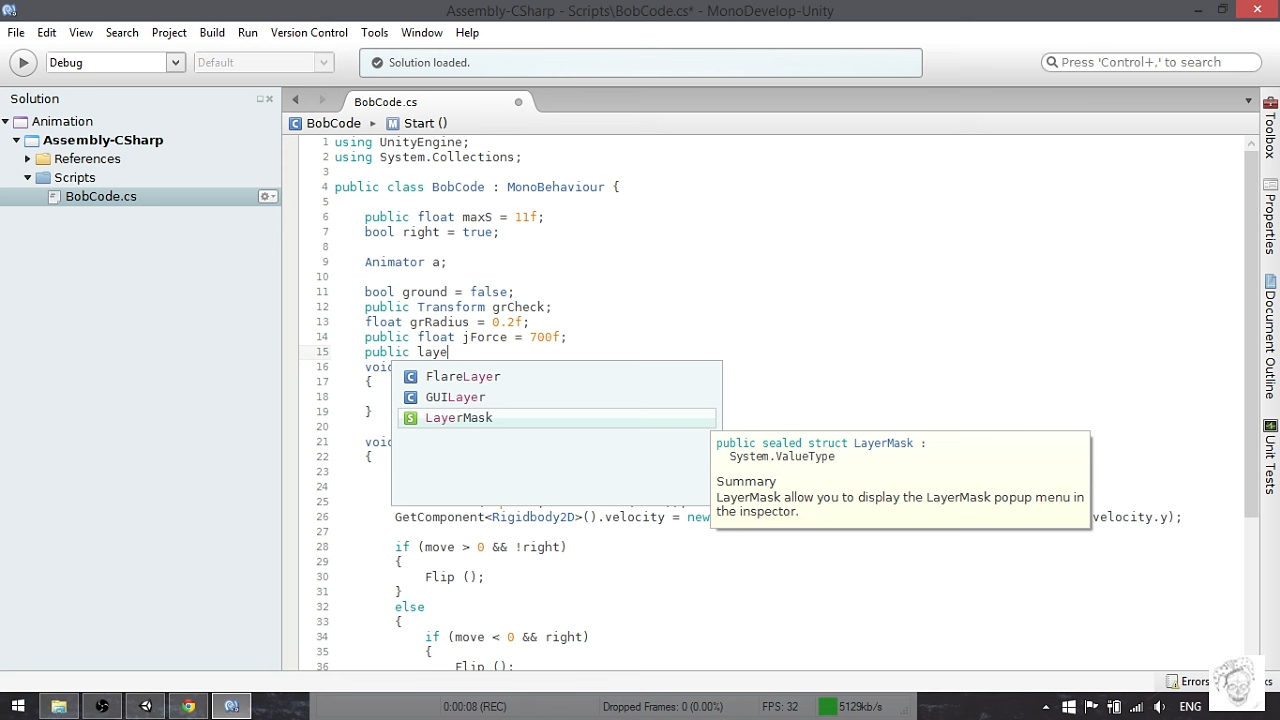 Assembly-CSharp - Scripts\BobCode.cs* - MonoDevelop-Unity
File Edit View Search Project Build Run Version Control Tools Window Help
Debug Default Solution loaded. Press 'Control+,' to search
Solution BobCode.cs
Animation BobCode Start ()
Assembly-CSharp
References
Scripts
BobCode.cs
1 using UnityEngine;
2 using System.Collections;
3
4 public class BobCode : MonoBehaviour {
5
6 public float maxS = 11f;
7 bool right = true;
8
9 Animator a;
10
11 bool ground = false;
12 public Transform grCheck;
13 float grRadius = 0.2f;
14 public float jForce = 700f;
15 public laye
16 voi
17 {
18
19 }
20
21 voi
22 {
23
24
25
26 GetComponent<Rigidbody2D>().velocity = new velocity.y);
27
28 if (move > 0 && !right)
29 {
30 Flip ();
31 }
32 else
33 {
34 if (move < 0 && right)
35 {
36 Flip ();
FlareLayer
GUILayer
LayerMask
public sealed struct LayerMask :
System.ValueType
Summary
LayerMask allow you to display the LayerMask popup menu in
the inspector.
Toolbox
Properties
Document Outline
Unit Tests
Errors
0:00:08 (REC) Dropped Frames: 0 (0.00%) FPS: 32 5129kb/s ENG